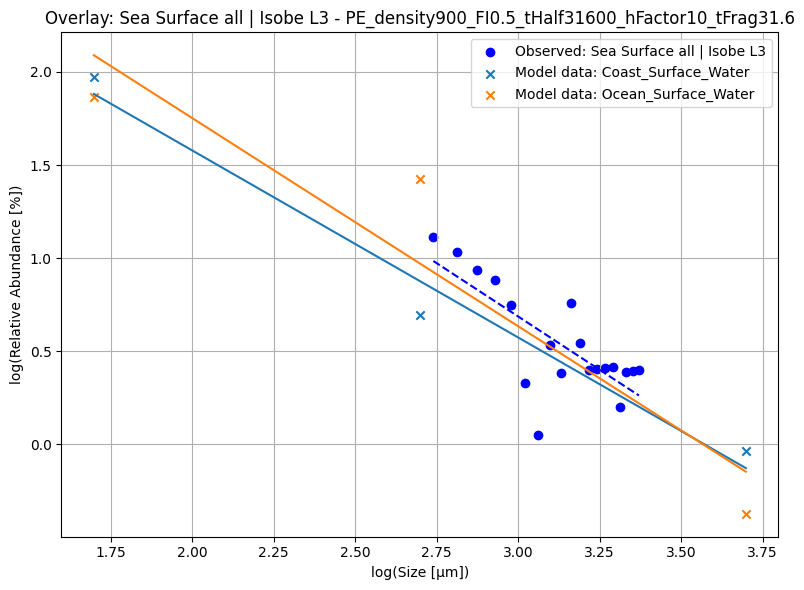 Overlay: Sea Surface all | Isobe L3 - PE_density900_FI0.5_tHalf31600_hFactor10_tFrag31.6
Observed: Sea Surface all | Isobe L3
Model data: Coast_Surface_Water
Model data: Ocean_Surface_Water
log(Relative Abundance [%])
2.0
1.5
1.0
0.5
0.0
1.75 2.00 2.25 2.50 2.75 3.00 3.25 3.50 3.75
log(Size [µm])